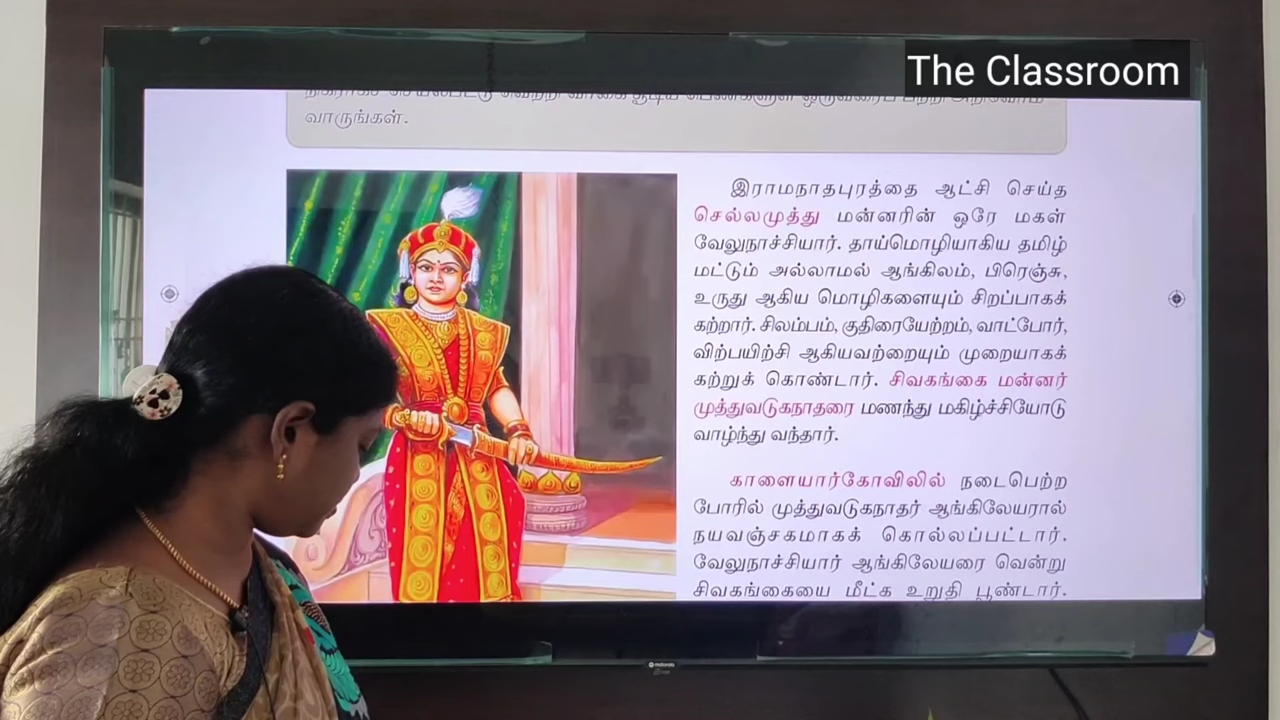 The Classroom
வாருங்கள்.
இராமநாதபுரத்தை ஆட்சி செய்த
செல்லமுத்து மன்னரின் ஒரே மகள்
வேலுநாச்சியார். தாய்மொழியாகிய தமிழ்
மட்டும் அல்லாமல் ஆங்கிலம், பிரெஞ்சு,
உருது ஆகிய மொழிகளையும் சிறப்பாகக்
கற்றார். சிலம்பம், குதிரையேற்றம், வாட்போர்,
விற்பயிற்சி ஆகியவற்றையும் முறையாகக்
கற்றுக் கொண்டார். சிவகங்கை மன்னர்
முத்துவடுகநாதரை மணந்து மகிழ்ச்சியோடு
வாழ்ந்து வந்தார்.
காளையார்கோவிலில் நடைபெற்ற
போரில் முத்துவடுகநாதர் ஆங்கிலேயரால்
நயவஞ்சகமாகக் கொல்லப்பட்டார்.
வேலுநாச்சியார் ஆங்கிலேயரை வென்று
சிவகங்கையை மீட்க உறுதி பூண்டார்.
motorola